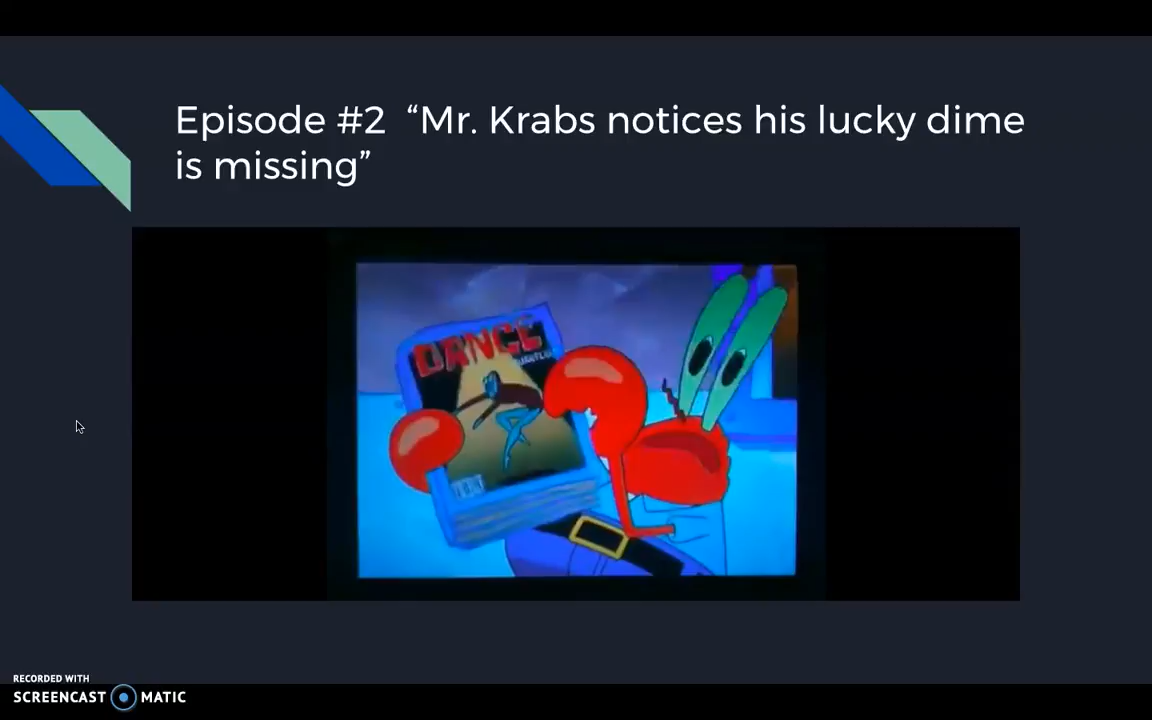 Episode #2 “Mr. Krabs notices his lucky dime
is missing”
DANCE
RECORDED WITH
SCREENCAST MATIC